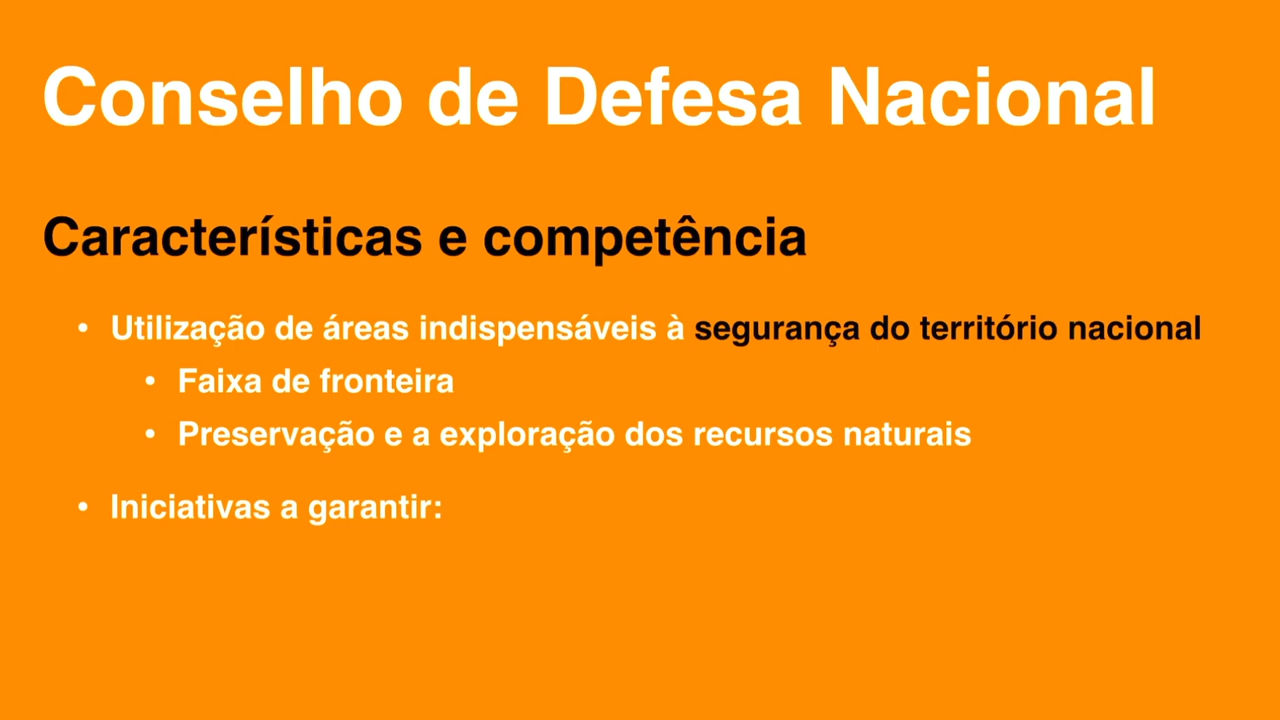 Conselho de Defesa Nacional
Características e competência
• Utilização de áreas indispensáveis à segurança do território nacional
• Faixa de fronteira
• Preservação e a exploração dos recursos naturais
• Iniciativas a garantir: